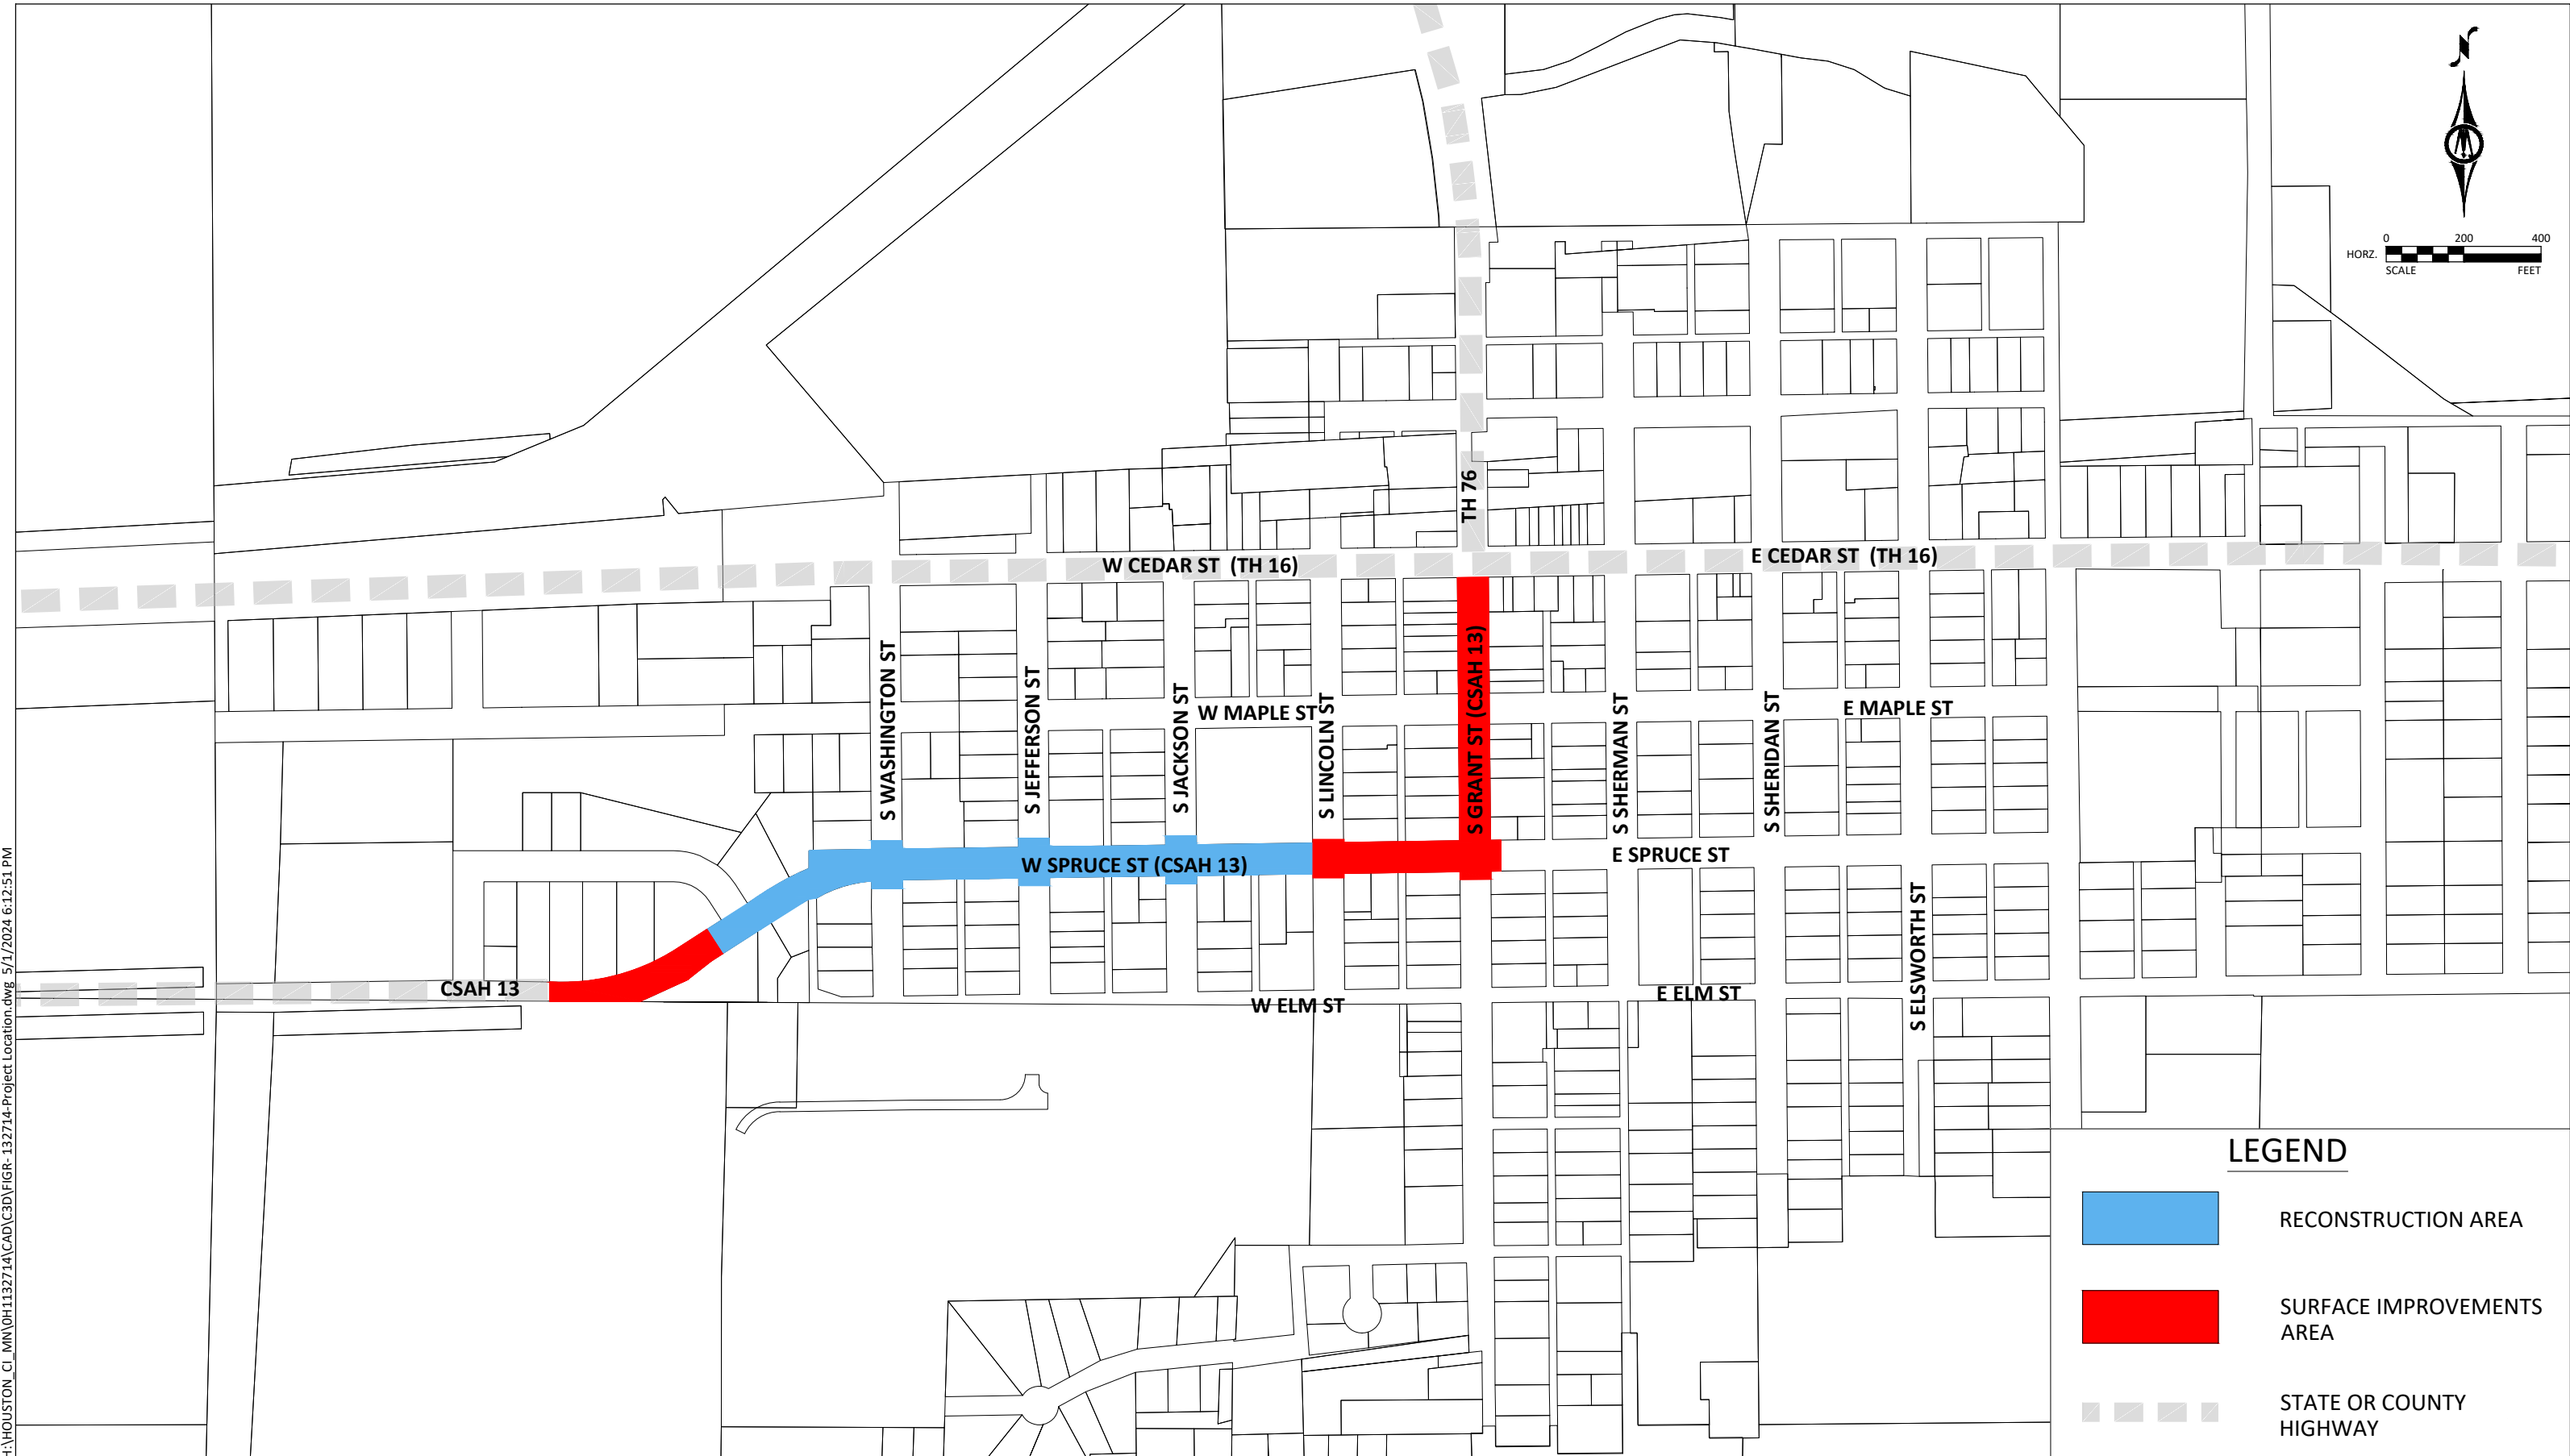 N
0 200 400
HORZ.
SCALE FEET
TH 76
W CEDAR ST (TH 16)
E CEDAR ST (TH 16)
S WASHINGTON ST
S JEFFERSON ST
S JACKSON ST
S LINCOLN ST
S GRANT ST (CSAH 13)
S SHERMAN ST
S SHERIDAN ST
W MAPLE ST
E MAPLE ST
W SPRUCE ST (CSAH 13)
E SPRUCE ST
S ELSWORTH ST
CSAH 13
W ELM ST
E ELM ST
LEGEND
RECONSTRUCTION AREA
SURFACE IMPROVEMENTS
AREA
STATE OR COUNTY
HIGHWAY
H:\HOUSTON_CI_MN\0H1132714\CAD\C3D\FIGR-132714-Project Location.dwg 5/1/2024 6:12:51 PM